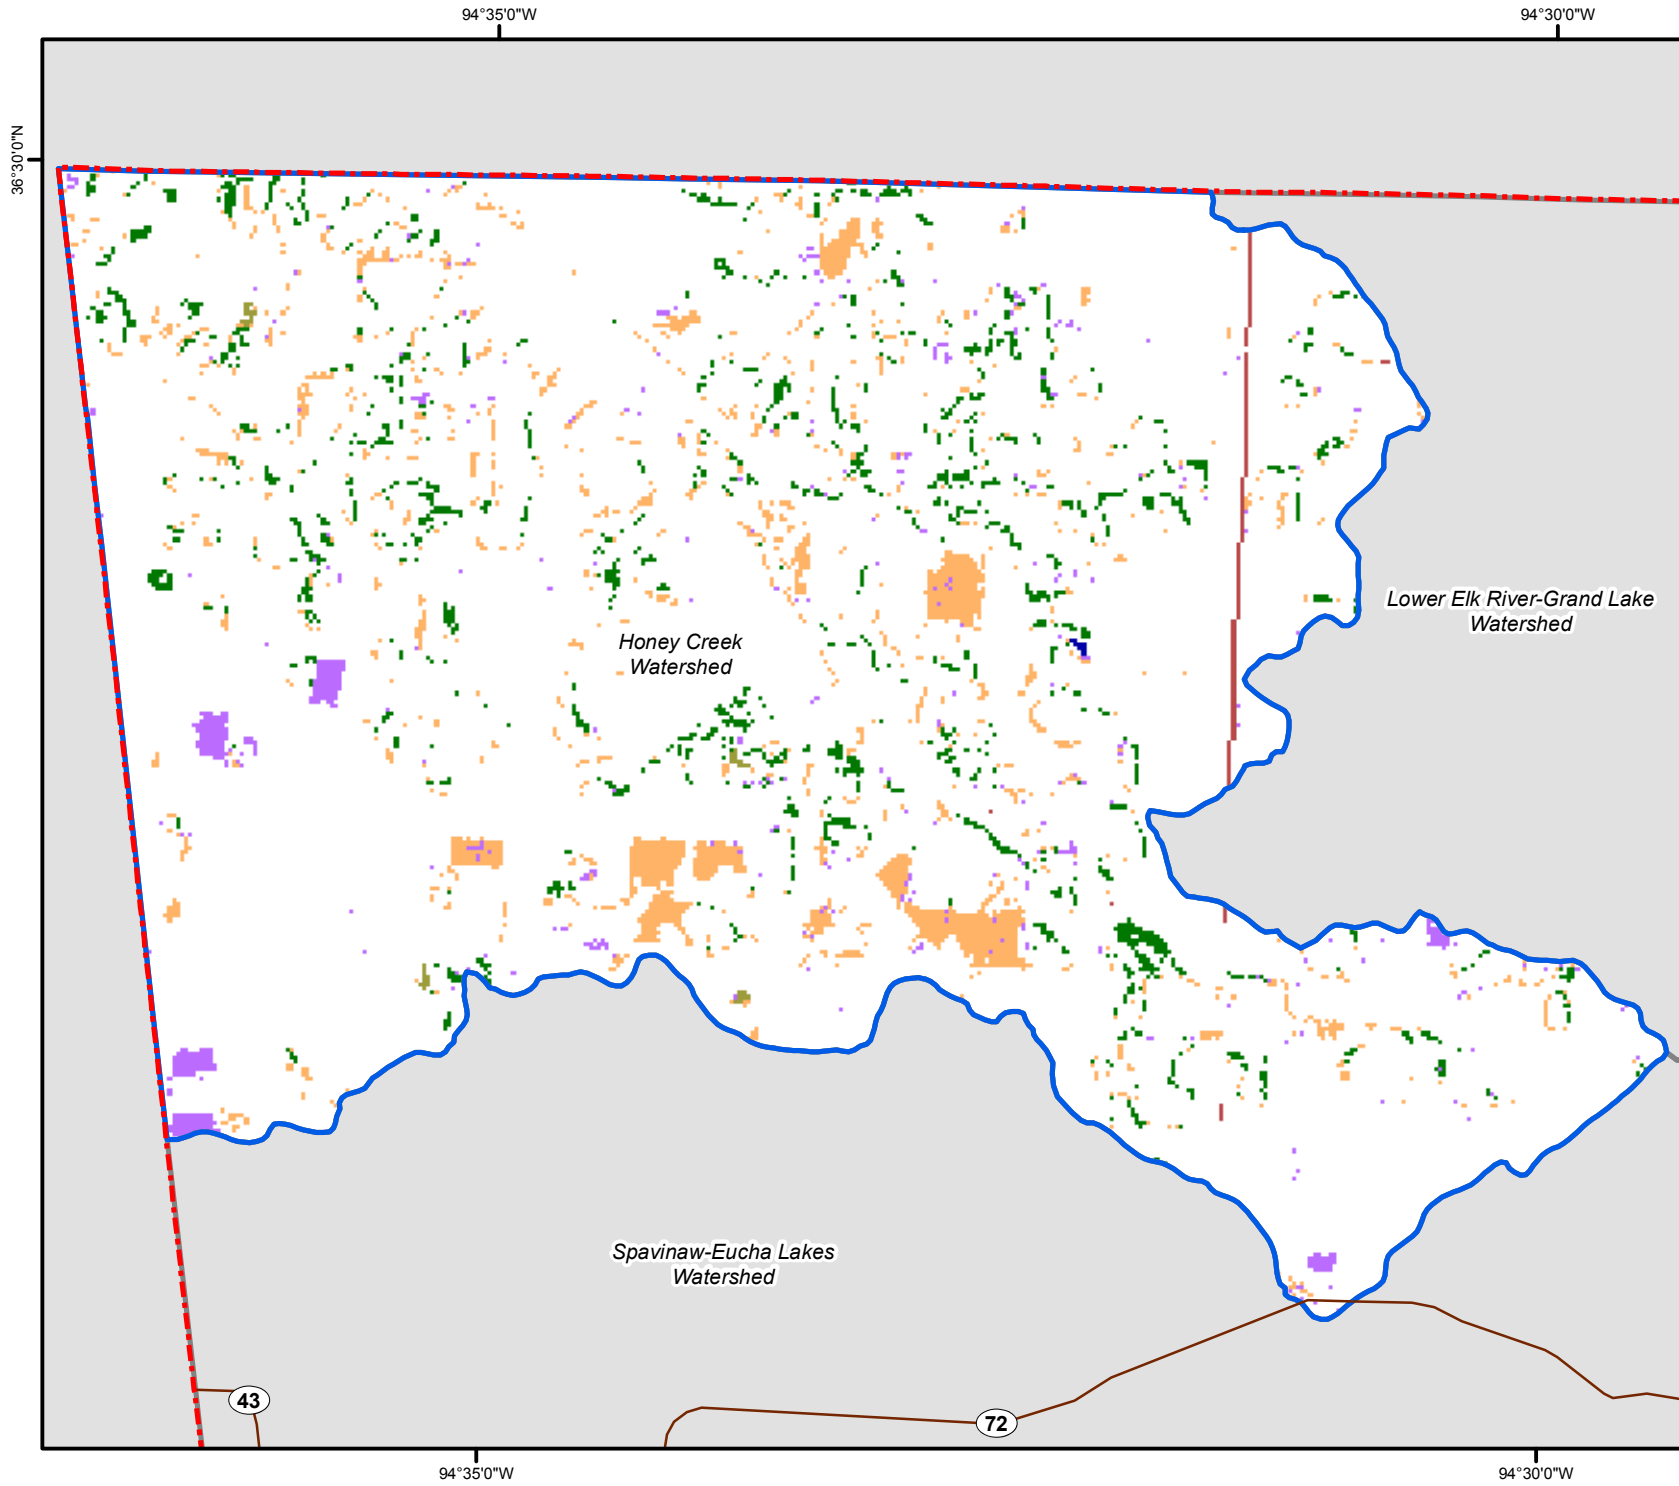 94°35'0"W
94°30'0"W
36°30'0"N
Lower Elk River-Grand Lake
Watershed
Honey Creek
Watershed
Spavinaw-Eucha Lakes
Watershed
43
72
94°35'0"W
94°30'0"W